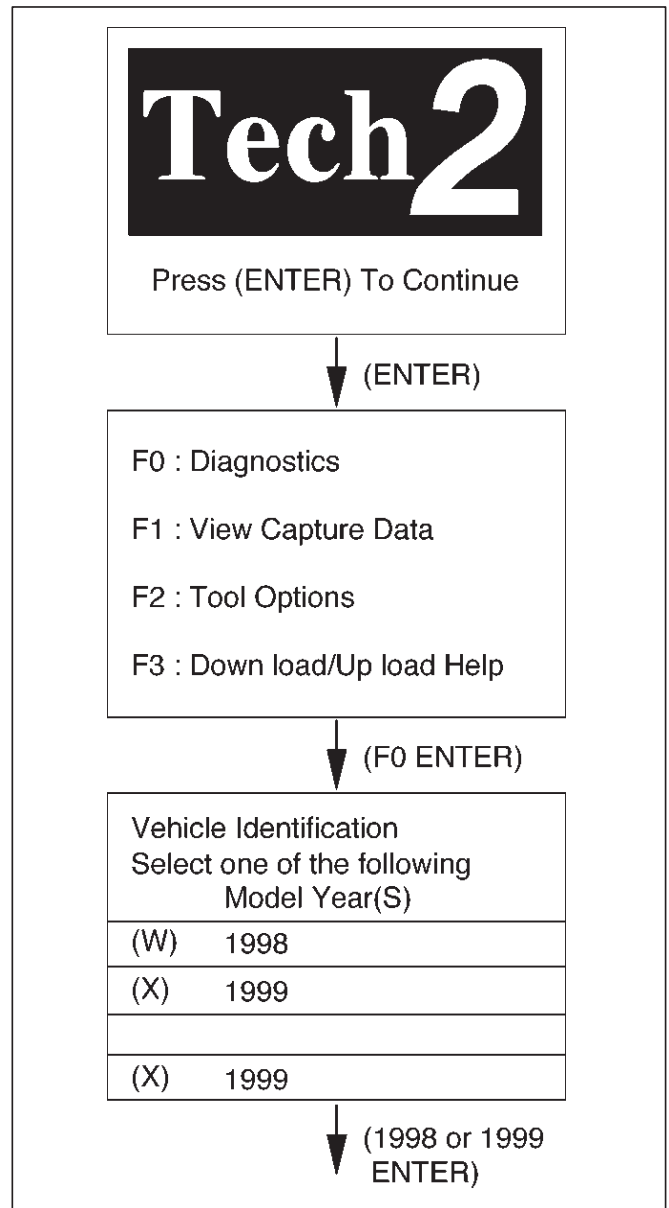 Tech 2
Press (ENTER) To Continue
(ENTER)
F0 : Diagnostics
F1 : View Capture Data
F2 : Tool Options
F3 : Down load/Up load Help
(F0 ENTER)
Vehicle Identification
Select one of the following
Model Year(S)
(W) 1998
(X) 1999
(X) 1999
(1998 or 1999
ENTER)